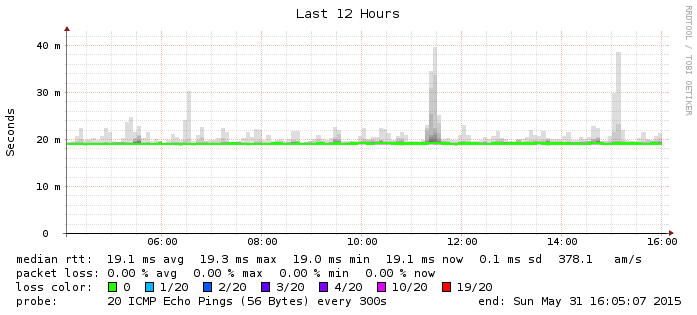 Last 12 Hours
RRDTOOL / TOBI OETIKER
Seconds
40 m
30 m
20 m
10 m
0
06:00 08:00 10:00 12:00 14:00 16:00
median rtt: 19.1 ms avg 19.3 ms max 19.0 ms min 19.1 ms now 0.1 ms sd 378.1 am/s
packet loss: 0.00 % avg 0.00 % max 0.00 % min 0.00 % now
loss color: 0 1/20 2/20 3/20 4/20 10/20 19/20
probe: 20 ICMP Echo Pings (56 Bytes) every 300s end: Sun May 31 16:05:07 2015